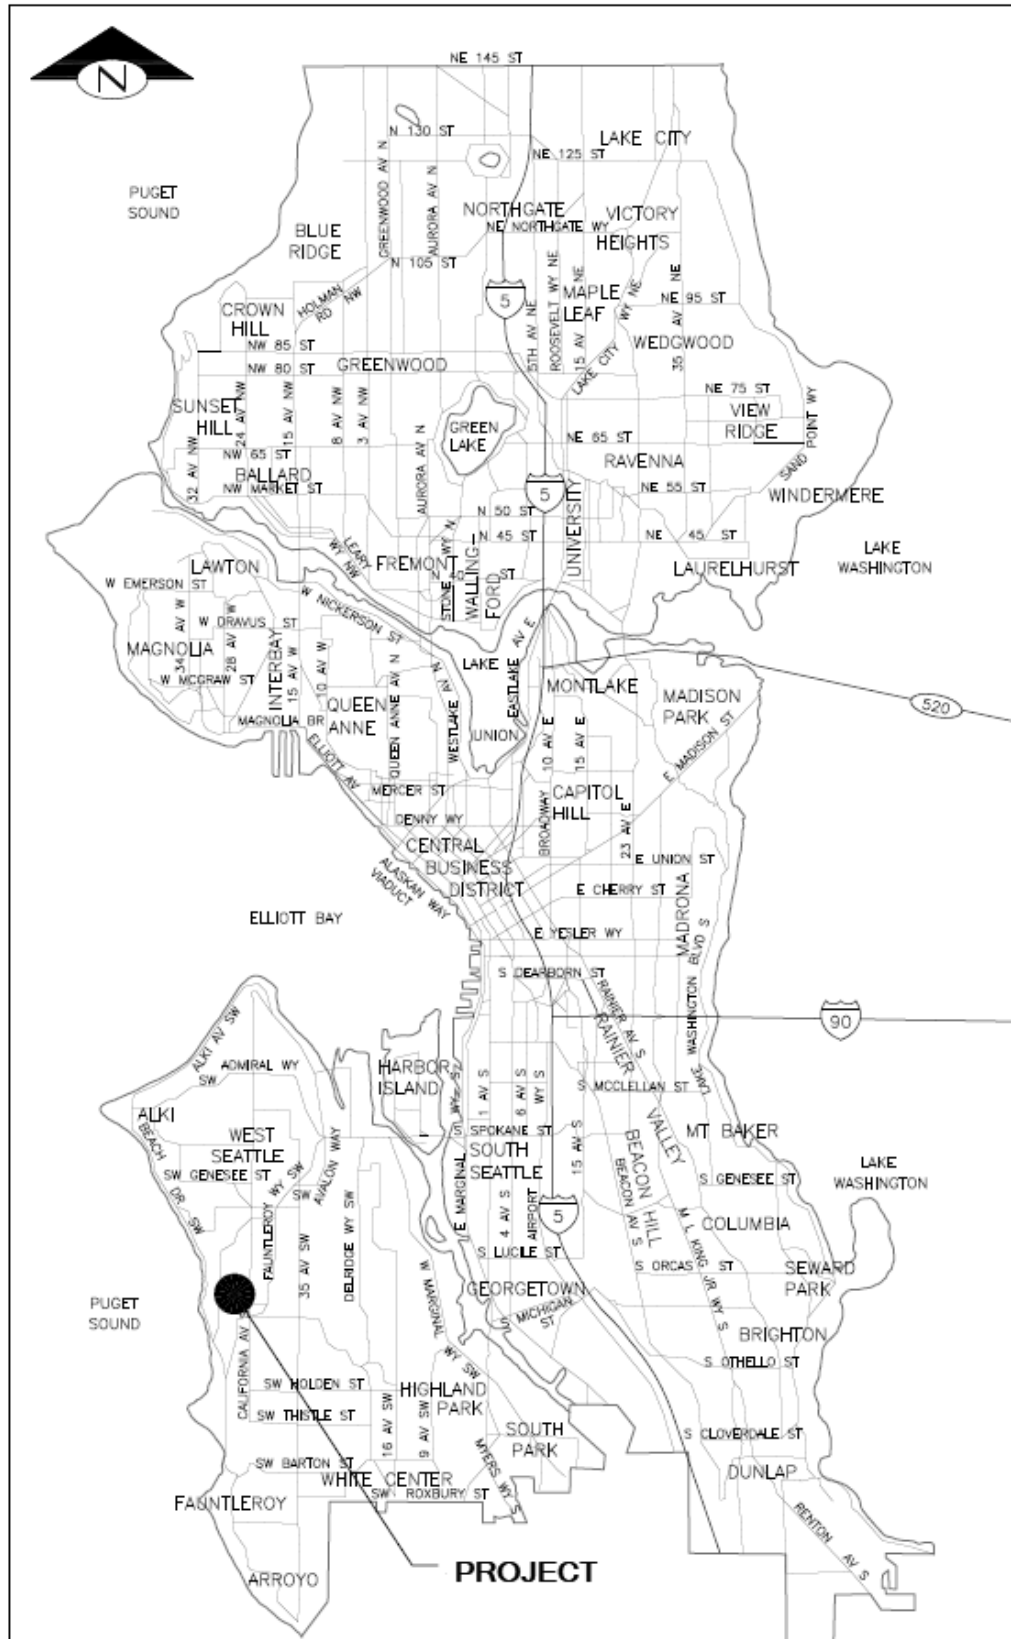 NE 145 ST
N
N 130 ST
LAKE CITY
NE 125 ST
PUGET
SOUND
GREENWOOD AV N
AURORA AV N
NORTHGATE
NE NORTHGATE WY
VICTORY
HEIGHTS
BLUE
RIDGE
N 105 ST
HOLMAN
RD NW
5
5TH AV NE
ROOSEVELT WY NE
15 AV NE
MAPLE
LEAF
LAKE CITY WY NE
35 AV NE
NE 95 ST
CROWN
HILL
WEDGWOOD
NW 85 ST
NW 80 ST
GREENWOOD
NE 75 ST
SUNSET
HILL
24 AV NW
15 AV NW
8 AV NW
3 AV NW
AURORA AV N
GREEN
LAKE
VIEW
RIDGE
SAND POINT WY
NE 65 ST
32 AV NW
NW 65 ST
BALLARD
RAVENNA
NW MARKET ST
5
NE 55 ST
WINDERMERE
N 50 ST
UNIVERSITY
N 45 ST
NE 45 ST
LEARY
WY NW
FREMONT
STONE WY N
WALLING-
FORD
N 40 ST
LAURELHURST
LAKE
WASHINGTON
LAWTON
W EMERSON ST
W NICKERSON ST
34 AV W
28 AV W
W DRAVUS ST
MAGNOLIA
INTERBAY
15 AV W
10 AV W
W MCGRAW ST
QUEEN
ANNE
QUEEN ANNE AV N
WESTLAKE AV N
LAKE
UNION
EASTLAKE AV E
MONTLAKE
MADISON
PARK
520
MAGNOLIA BR
ELLIOTT AV
10 AV E
15 AV E
E MADISON ST
MERCER ST
CAPITOL
HILL
DENNY WY
BROADWAY
23 AV E
CENTRAL
BUSINESS
DISTRICT
ALASKAN WAY
VIADUCT
E UNION ST
E CHERRY ST
MADRONA
ELLIOTT BAY
E YESLER WY
S DEARBORN ST
LAKE WASHINGTON BLVD S
RAINIER AV S
90
ALKI AV SW
SW ADMIRAL WY
HARBOR
ISLAND
RAINIER
VALLEY
1 AV S
6 AV S
S MCCLELLAN ST
ALKI
BEACH DR SW
WEST
SEATTLE
SW AVALON WAY
S SPOKANE ST
SOUTH
SEATTLE
15 AV S
MT BAKER
BEACON HILL
BEACON AV S
SW GENESEE ST
S GENESEE ST
LAKE
WASHINGTON
FAUNTLEROY WY SW
35 AV SW
DELRIDGE WY SW
E MARGINAL WY S
4 AV S
AIRPORT WY S
5
COLUMBIA
M L KING JR WY S
S LUCILE ST
S ORCAS ST
SEWARD
PARK
GEORGETOWN
PUGET
SOUND
W MARGINAL WY SW
S MICHIGAN
ST
BRIGHTON
S OTHELLO ST
CALIFORNIA AV
SW HOLDEN ST
HIGHLAND
PARK
SW THISTLE ST
16 AV SW
9 AV SW
SOUTH
PARK
S CLOVERDALE ST
SW BARTON ST
WHITE CENTER
MYERS WY S
DUNLAP
SW ROXBURY ST
FAUNTLEROY
RENTON AV S
ARROYO
PROJECT